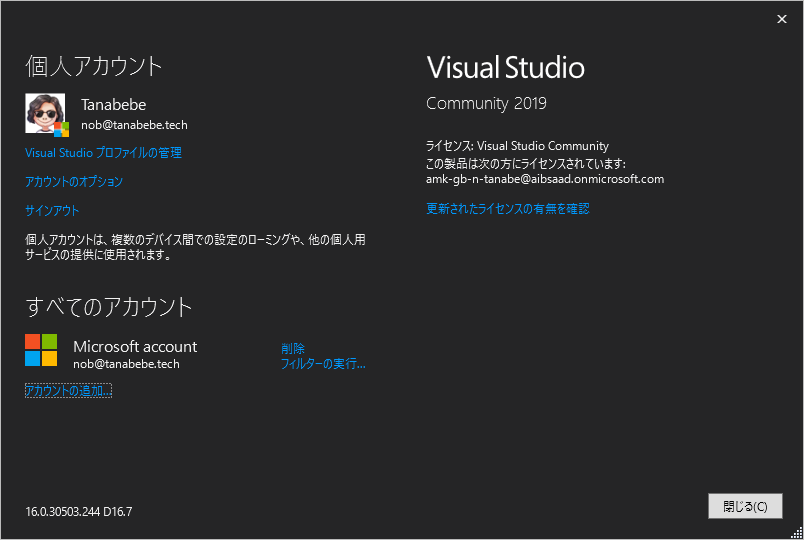 個人アカウント
Tanabebe
nob@tanabebe.tech
Visual Studio プロファイルの管理
アカウントのオプション
サインアウト
個人アカウントは、複数のデバイス間での設定のローミングや、他の個人用
サービスの提供に使用されます。
すべてのアカウント
Microsoft account
nob@tanabebe.tech
削除
フィルターの実行...
アカウントの追加...
16.0.30503.244 D16.7
Visual Studio
Community 2019
ライセンス: Visual Studio Community
この製品は次の方にライセンスされています:
amk-gb-n-tanabe@aibsaad.onmicrosoft.com
更新されたライセンスの有無を確認
閉じる(C)